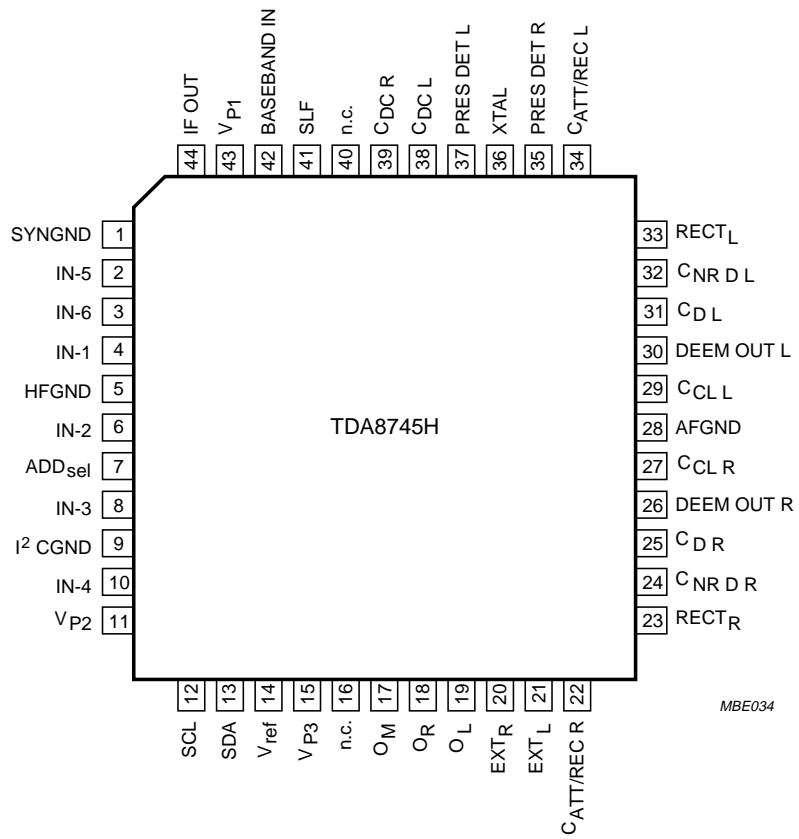 IF OUT
VP1
BASEBAND IN
SLF
n.c.
CDC R
CDC L
PRES DET L
XTAL
PRES DET R
CATT/REC L
44
43
42
41
40
39
38
37
36
35
34
SYNGND 1
IN-5 2
IN-6 3
IN-1 4
HFGND 5
IN-2 6
ADDsel 7
IN-3 8
I2 CGND 9
IN-4 10
VP2 11
TDA8745H
33 RECTL
32 CNR D L
31 CD L
30 DEEM OUT L
29 CCL L
28 AFGND
27 CCL R
26 DEEM OUT R
25 CD R
24 CNR D R
23 RECTR
12
13
14
15
16
17
18
19
20
21
22
SCL
SDA
Vref
VP3
n.c.
OM
OR
OL
EXTR
EXTL
CATT/REC R
MBE034